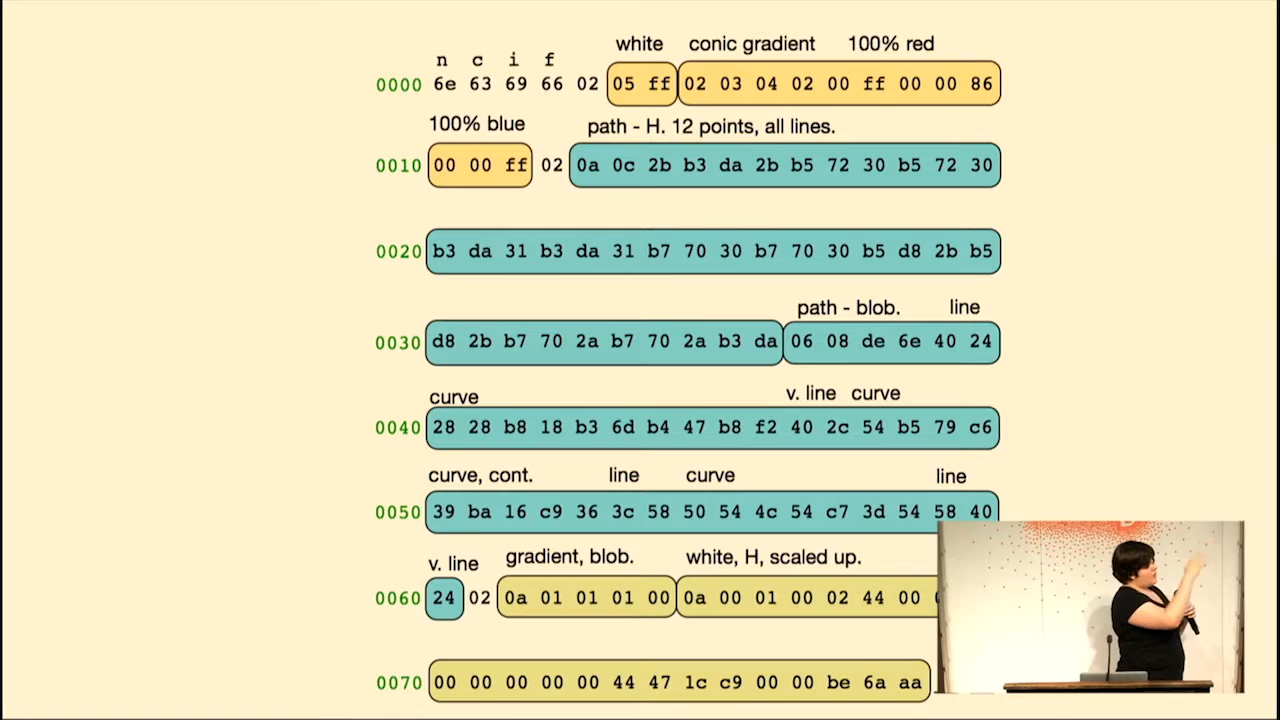 white conic gradient 100% red
n c i f
0000 6e 63 69 66 02 05 ff 02 03 04 02 00 ff 00 00 86
100% blue path - H. 12 points, all lines.
0010 00 00 ff 02 0a 0c 2b b3 da 2b b5 72 30 b5 72 30
0020 b3 da 31 b3 da 31 b7 70 30 b7 70 30 b5 d8 2b b5
path - blob. line
0030 d8 2b b7 70 2a b7 70 2a b3 da 06 08 de 6e 40 24
curve v. line curve
0040 28 28 b8 18 b3 6d b4 47 b8 f2 40 2c 54 b5 79 c6
curve, cont. line curve line
0050 39 ba 16 c9 36 3c 58 50 54 4c 54 c7 3d 54 58 40
v. line gradient, blob. white, H, scaled up.
0060 24 02 0a 01 01 01 00 0a 00 01 00 02 44 00
0070 00 00 00 00 00 44 47 1c c9 00 00 be 6a aa